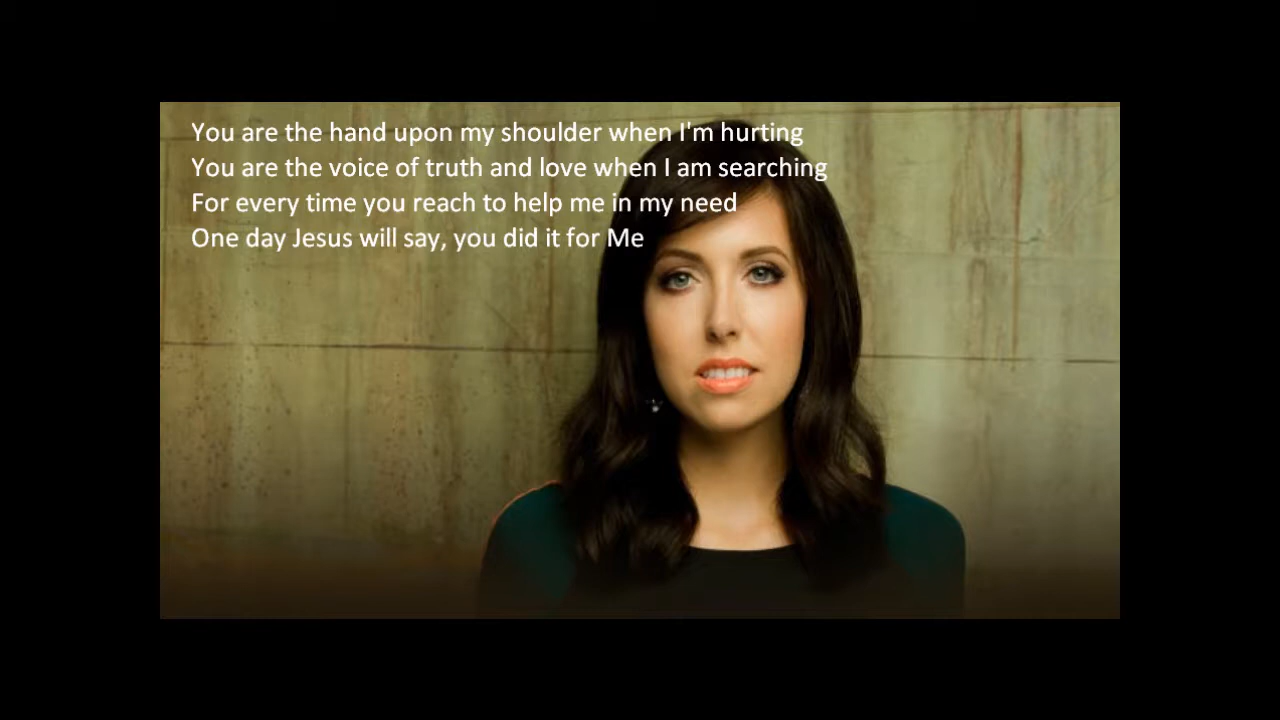 You are the hand upon my shoulder when I'm hurting
You are the voice of truth and love when I am searching
For every time you reach to help me in my need
One day Jesus will say, you did it for Me